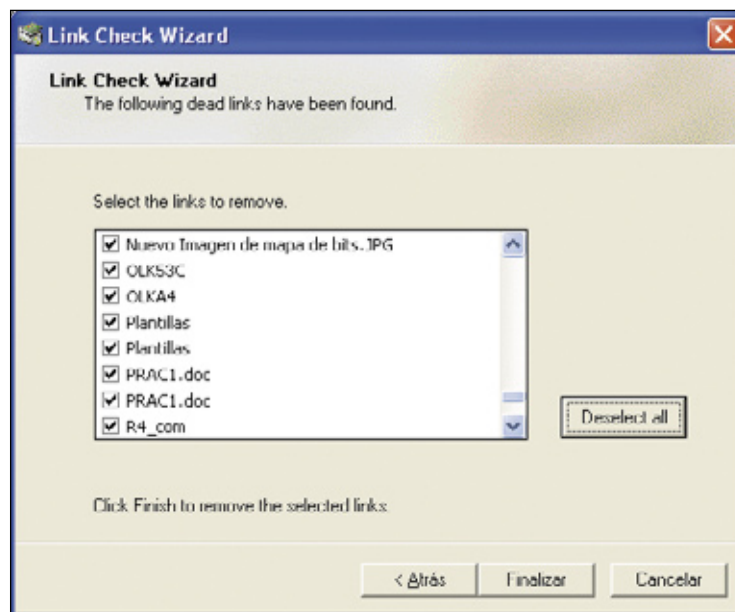 Link Check Wizard
Link Check Wizard
The following dead links have been found.
Select the links to remove.
Nuevo Imagen de mapa de bits.JPG
OLK53C
OLKA4
Plantillas
Plantillas
PRAC1.doc
PRAC1.doc
R4_com
Deselect all
Click Finish to remove the selected links
< Atrás
Finalizar
Cancelar